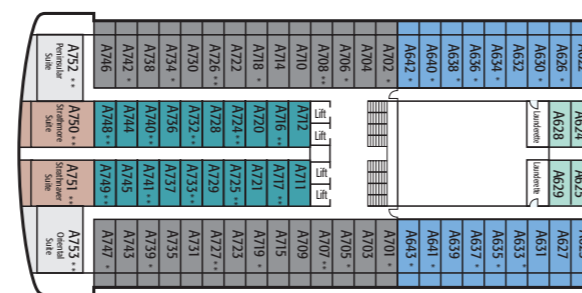 A752 **
Peninsular
Suite
A746
A742 *
A738
A734 *
A730
A726 **
A722
A718 *
A714
A710
A708 **
A706 *
A704
A702 *
A642 *
A640 *
A638 *
A636 *
A634 *
A632
A630 *
A626 *
A750 **
Strathmore
Suite
A748 **
A744
A740 **
A736
A732 **
A728
A724 **
A720
A716 **
A712
Lift
Lift
Launderette
A628
A624
A751 **
Strathnaver
Suite
A749 **
A745
A741 **
A737
A733 **
A729
A725 **
A721
A717 **
A711
Lift
Lift
Launderette
A629
A625
A753 **
Oriental
Suite
A747 *
A743
A739 *
A735
A731
A727 **
A723
A719 *
A715
A709
A707 **
A705 *
A703
A701 *
A643 *
A641 *
A639
A637 *
A635 *
A633 *
A631
A627